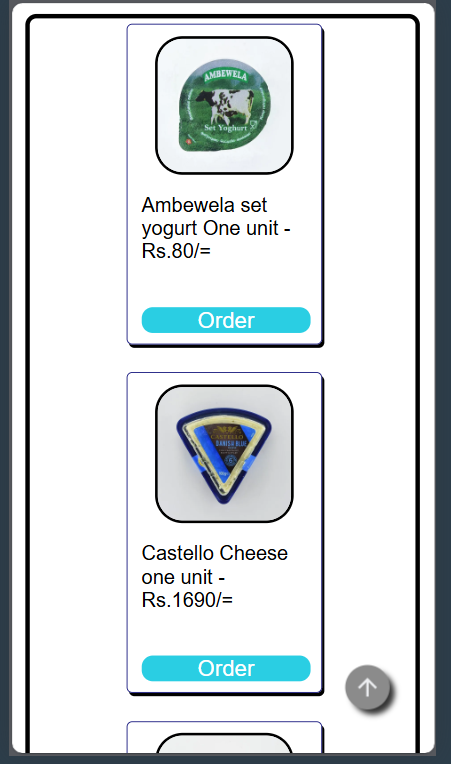 AMBEWELA
Set Yoghurt
Ambewela set
yogurt One unit -
Rs.80/=
Order
CASTELLO
DANISH BLUE
Castello Cheese
one unit -
Rs.1690/=
Order